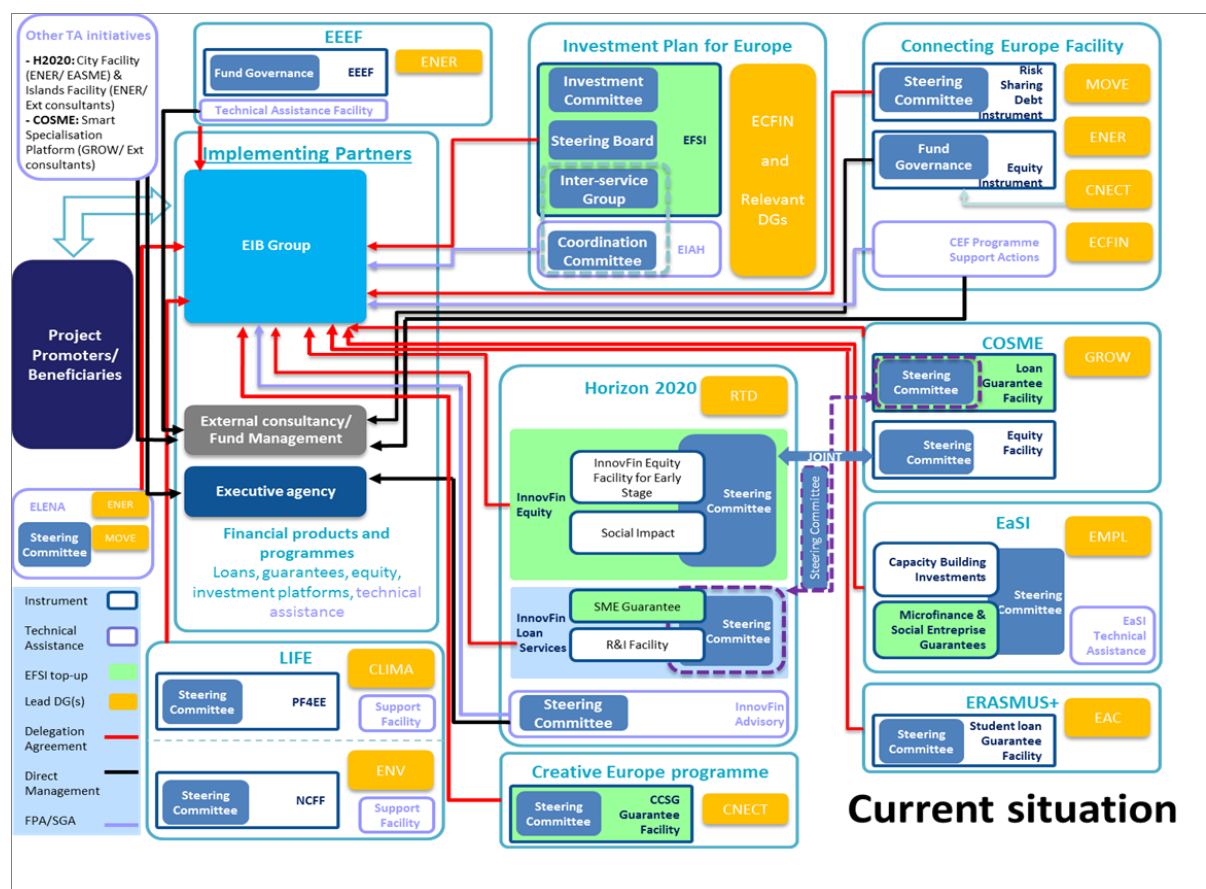 Other TA initiatives
- H2020: City Facility
(ENER/ EASME) &
Islands Facility (ENER/
Ext consultants)
- COSME: Smart
Specialisation
Platform (GROW/ Ext
consultants)
EEEF
Fund Governance
EEEF
ENER
Technical Assistance Facility
Investment Plan for Europe
Investment
Committee
Steering Board
EFSI
Inter-service
Group
Coordination
Committee
EIAH
ECFIN
and
Relevant
DGs
Connecting Europe Facility
Steering
Committee
Risk
Sharing
Debt
Instrument
MOVE
Fund
Governance
Equity
Instrument
ENER
CNECT
CEF Programme
Support Actions
ECFIN
Implementing Partners
EIB Group
Project
Promoters/
Beneficiaries
External consultancy/
Fund Management
Executive agency
Financial products and
programmes
Loans, guarantees, equity,
investment platforms, technical
assistance
ELENA
ENER
Steering
Committee
MOVE
Horizon 2020
RTD
InnovFin
Equity
InnovFin Equity
Facility for Early
Stage
Social Impact
Steering
Committee
InnovFin
Loan
Services
SME Guarantee
R&I Facility
Steering
Committee
Steering
Committee
InnovFin
Advisory
JOINT
Steering Committee
COSME
GROW
Steering
Committee
Loan
Guarantee
Facility
Steering
Committee
Equity
Facility
EaSI
EMPL
Capacity Building
Investments
Microfinance &
Social Entreprise
Guarantees
Steering
Committee
EaSI
Technical
Assistance
ERASMUS+
Steering
Committee
Student loan
Guarantee
Facility
EAC
Instrument
Technical
Assistance
EFSI top-up
Lead DG(s)
Delegation
Agreement
Direct
Management
FPA/SGA
LIFE
CLIMA
Steering
Committee
PF4EE
Support
Facility
ENV
Steering
Committee
NCFF
Support
Facility
Creative Europe programme
Steering
Committee
CCSG
Guarantee
Facility
CNECT
Current situation